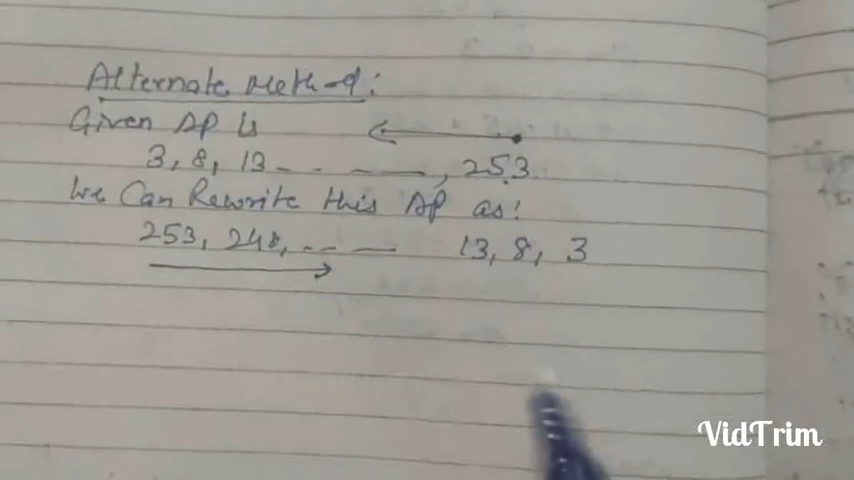 Alternate Meth-d:
Given AP is
3, 8, 13 - - - ——, 253
We Can Rewrite this AP as:
253, 248, - - — 13, 8, 3
VidTrim